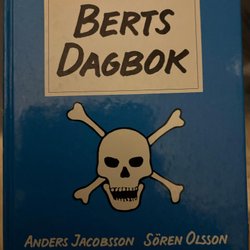 BERTS
DAGBOK
ANDERS JACOBSSON SÖREN OLSSON